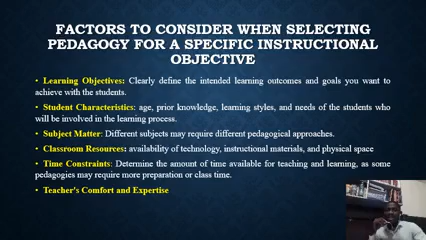 FACTORS TO CONSIDER WHEN SELECTING
PEDAGOGY FOR A SPECIFIC INSTRUCTIONAL
OBJECTIVE
• Learning Objectives: Clearly define the intended learning outcomes and goals you want to
achieve with the students.
• Student Characteristics: age, prior knowledge, learning styles, and needs of the students who
will be involved in the learning process.
• Subject Matter: Different subjects may require different pedagogical approaches.
• Classroom Resources: availability of technology, instructional materials, and physical space
• Time Constraints: Determine the amount of time available for teaching and learning, as some
pedagogies may require more preparation or class time.
• Teacher's Comfort and Expertise